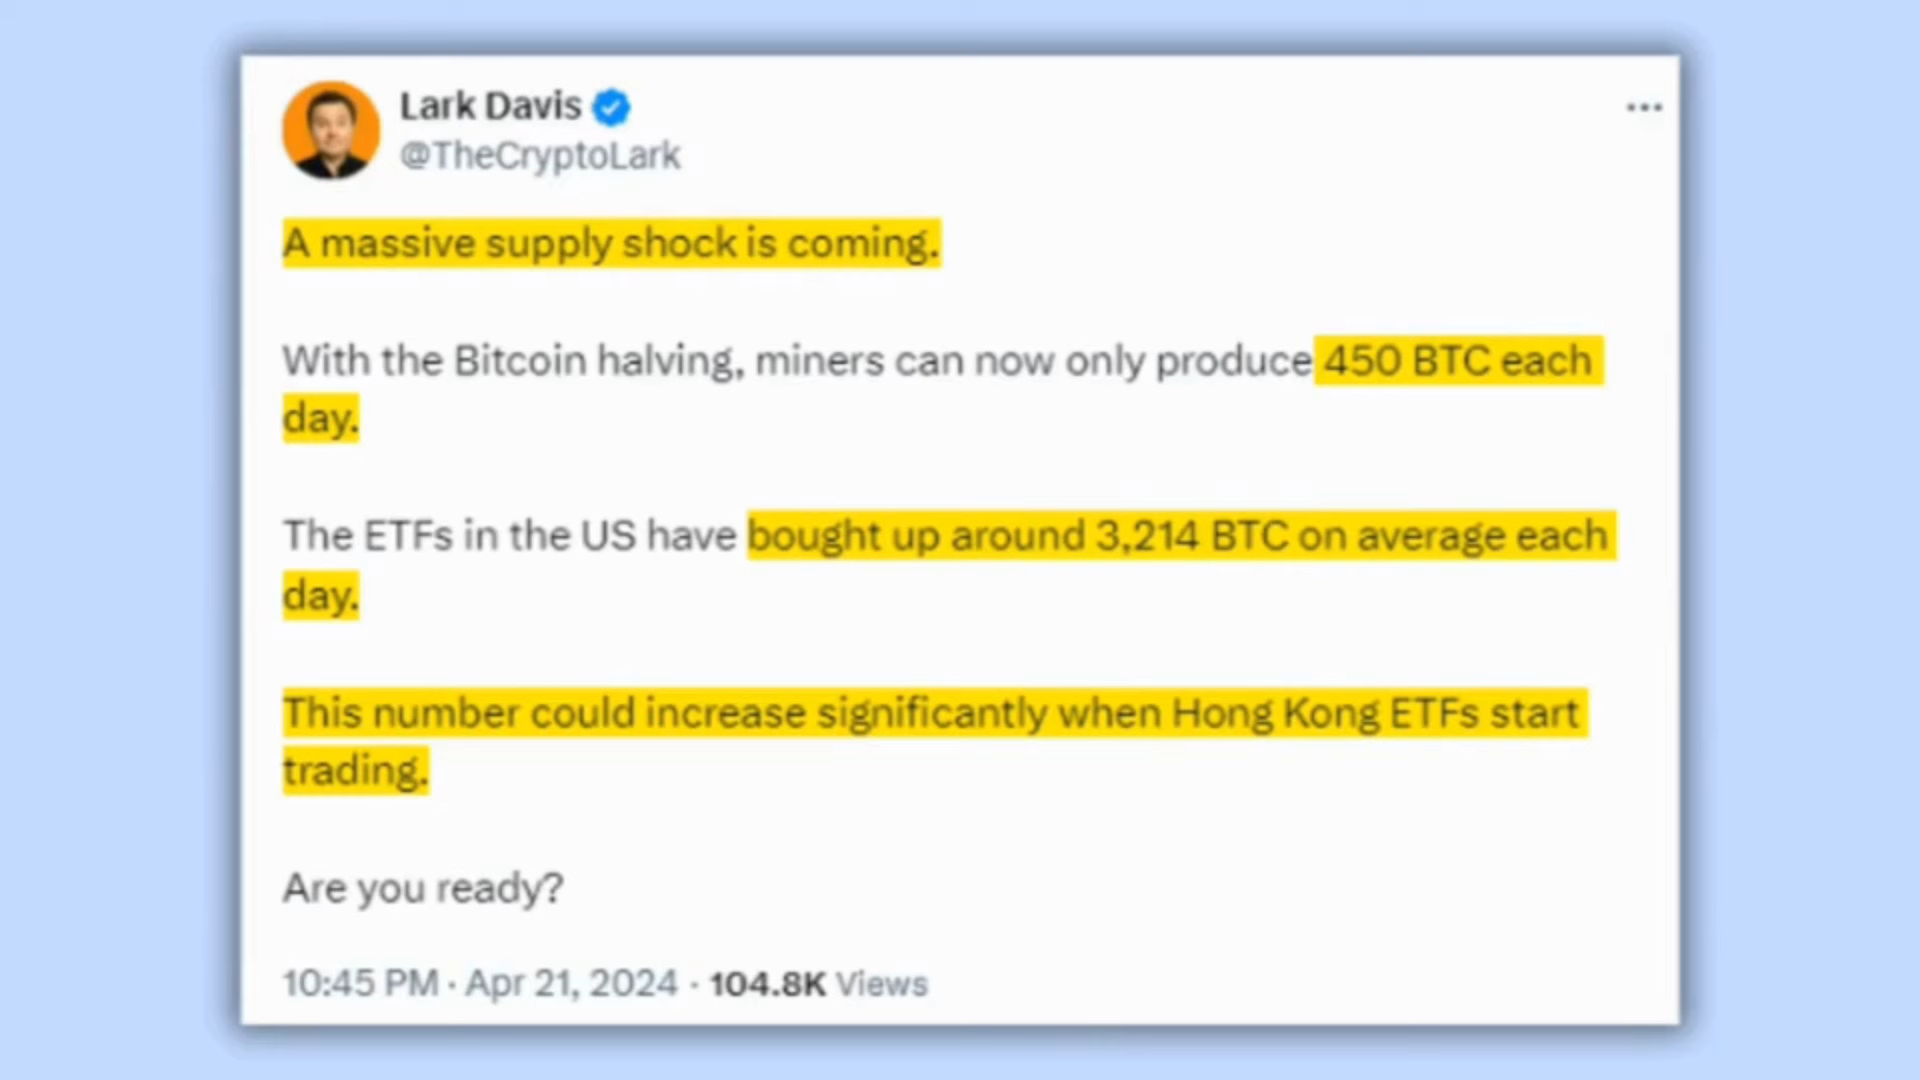 Lark Davis
@TheCryptoLark
A massive supply shock is coming.
With the Bitcoin halving, miners can now only produce 450 BTC each
day.
The ETFs in the US have bought up around 3,214 BTC on average each
day.
This number could increase significantly when Hong Kong ETFs start
trading.
Are you ready?
10:45 PM · Apr 21, 2024 · 104.8K Views